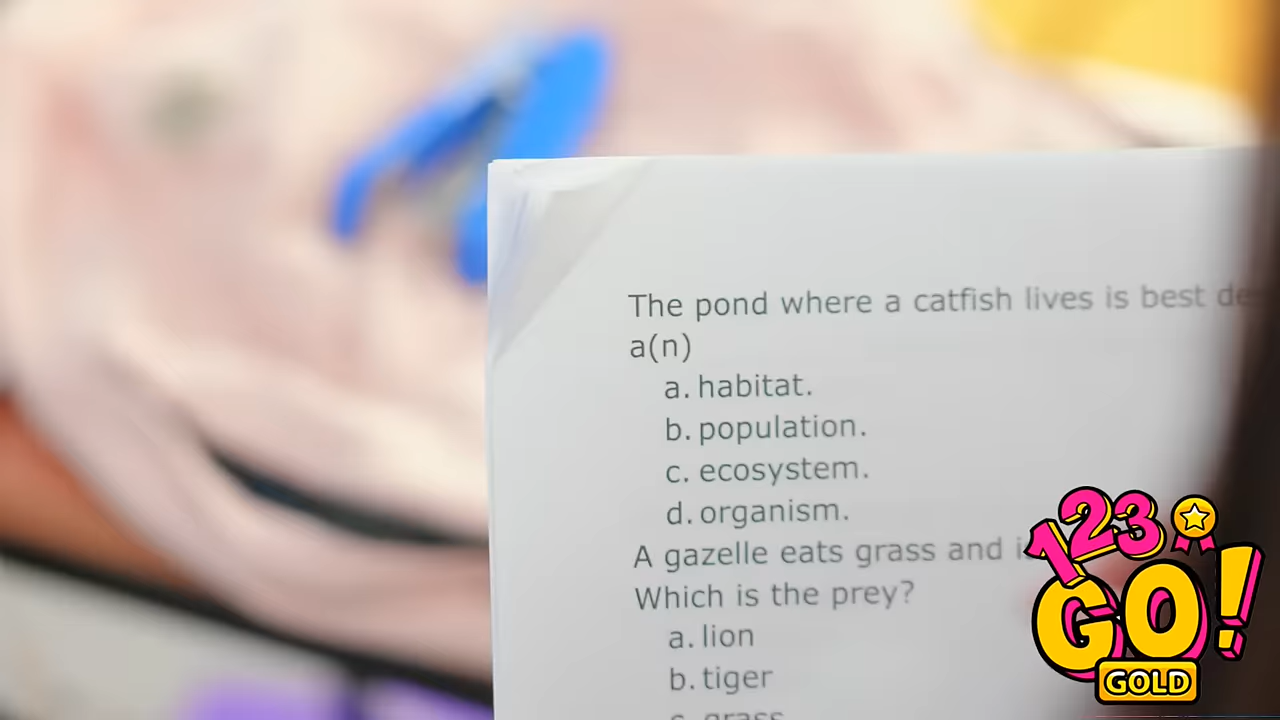 The pond where a catfish lives is best
a(n)
a. habitat.
b. population.
c. ecosystem.
d. organism.
A gazelle eats grass and
Which is the prey?
a. lion
b. tiger
c. grass
123
GO!
GOLD